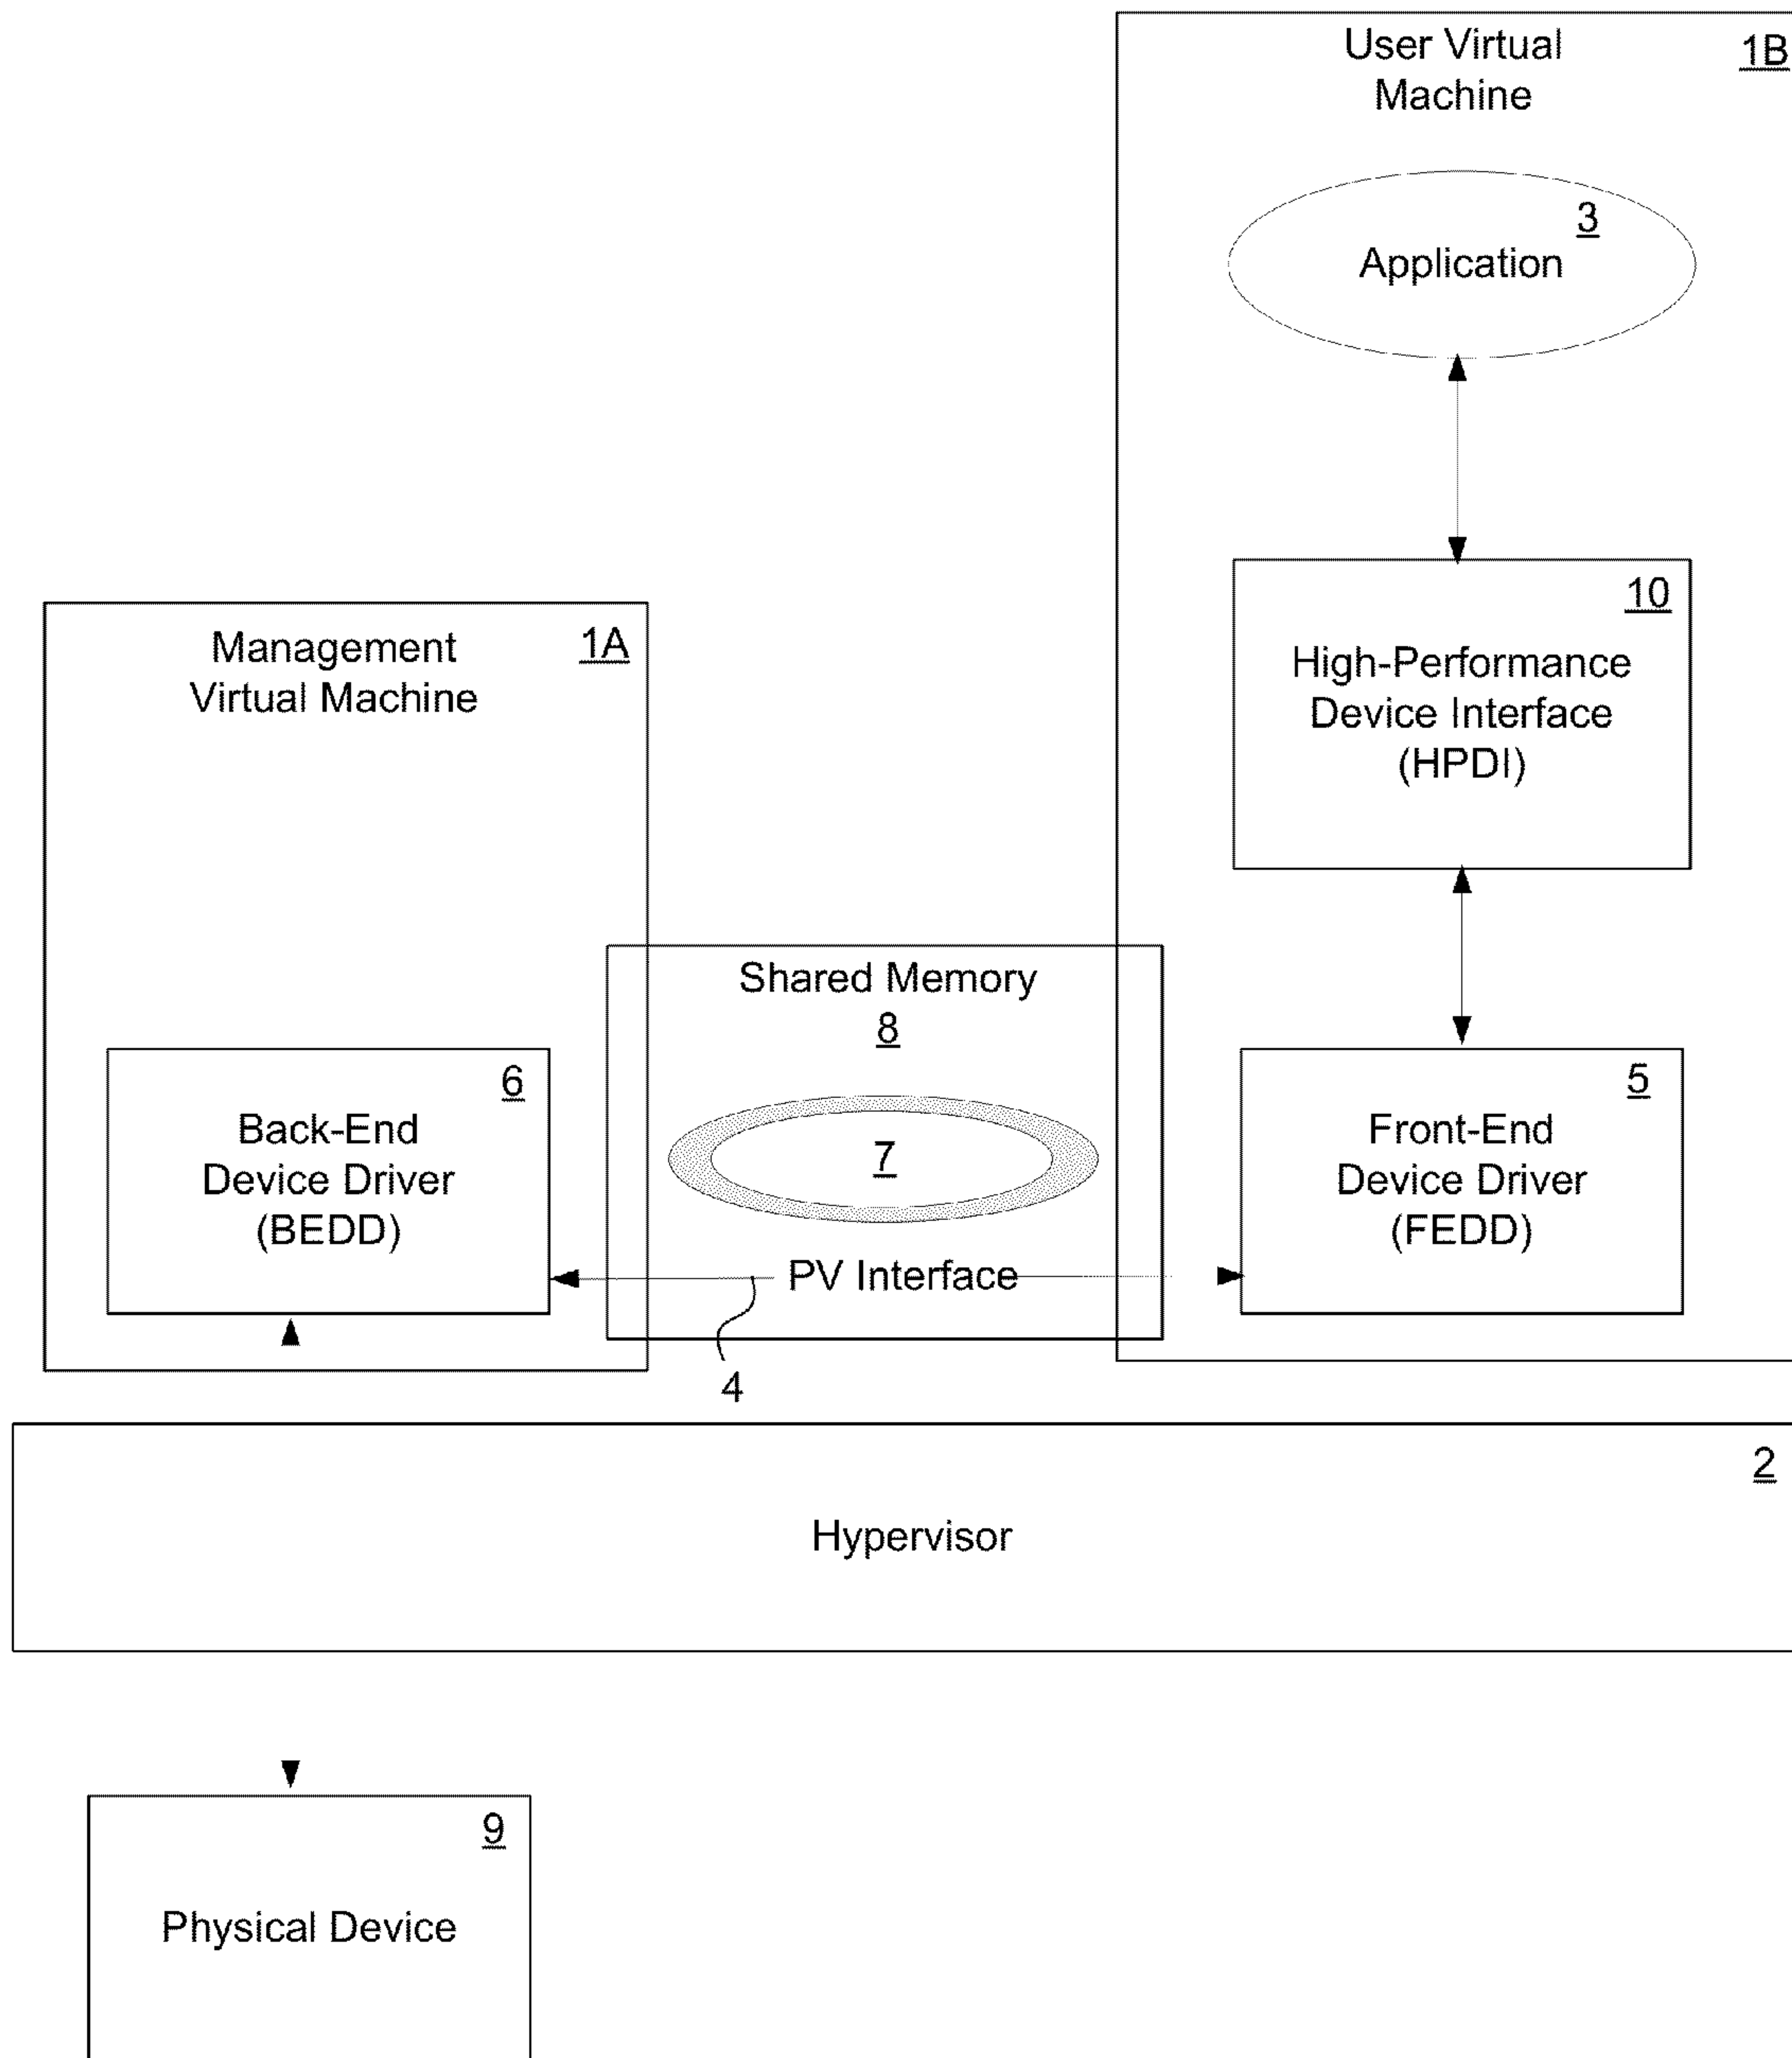 User Virtual
Machine
1B
3
Application
10
High-Performance
Device Interface
(HPDI)
Management
Virtual Machine
1A
Shared Memory
8
6
Back-End
Device Driver
(BEDD)
7
5
Front-End
Device Driver
(FEDD)
PV Interface
4
2
Hypervisor
9
Physical Device